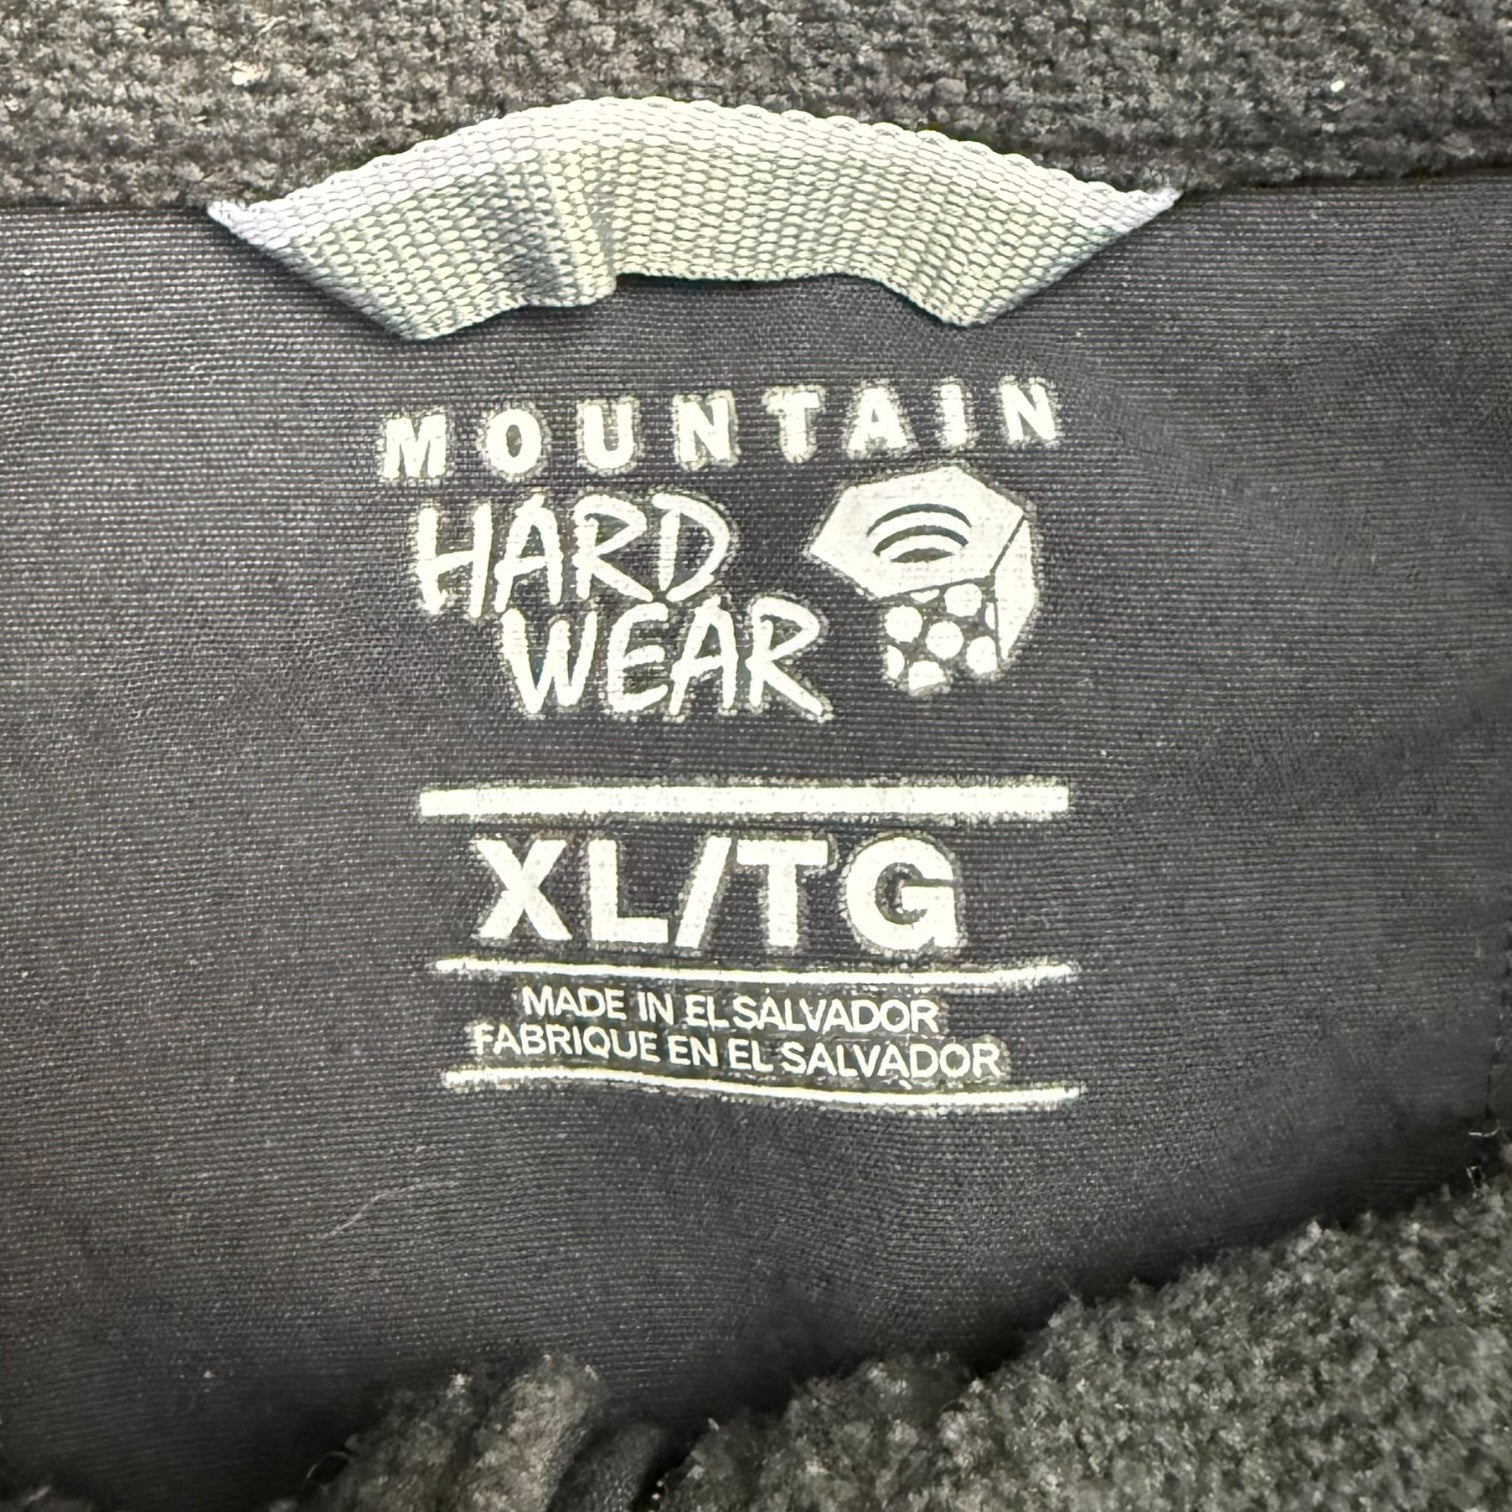 MOUNTAIN
HARD
WEAR
XL/TG
MADE IN EL SALVADOR
FABRIQUE EN EL SALVADOR